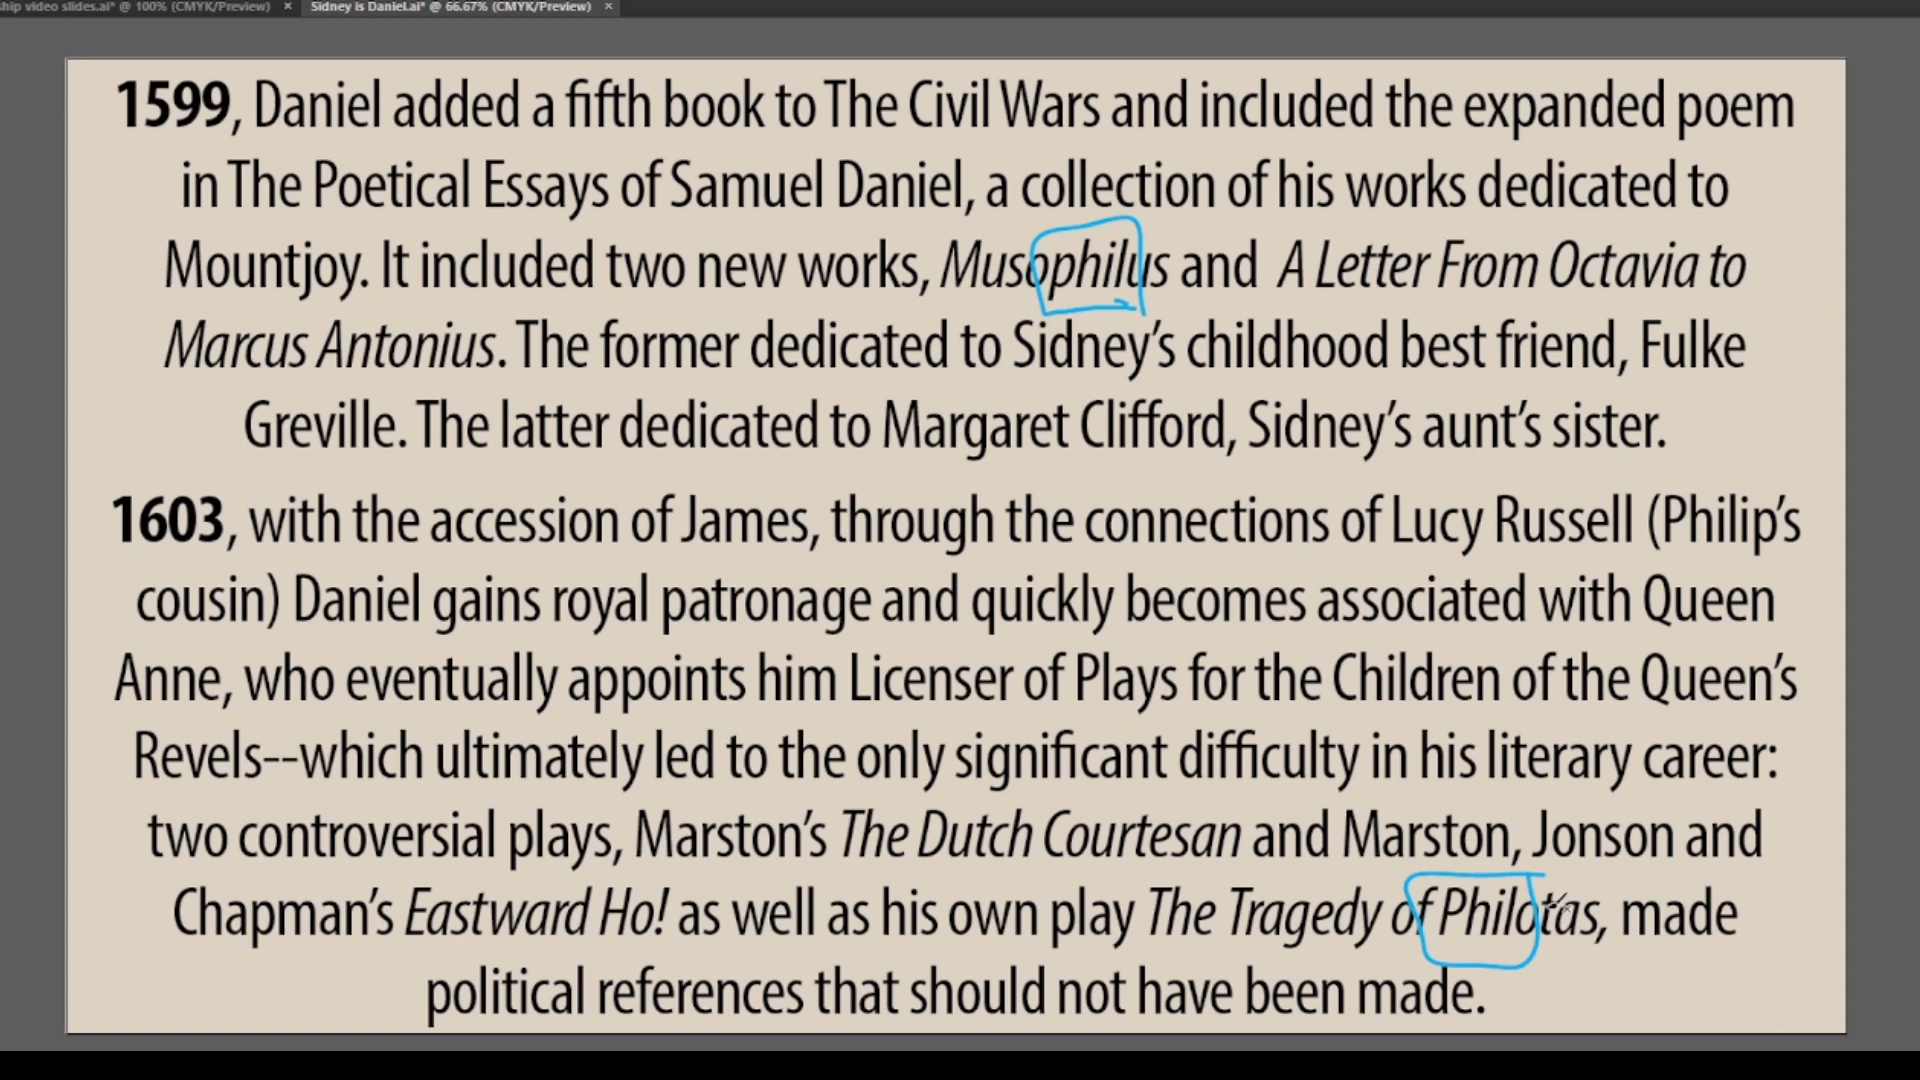 ship video slides.ai* @ 100% (CMYK/Preview) × Sidney is Daniel.ai* @ 66.67% (CMYK/Preview) ×
1599, Daniel added a fifth book to The Civil Wars and included the expanded poem
in The Poetical Essays of Samuel Daniel, a collection of his works dedicated to
Mountjoy. It included two new works, Musophilus and A Letter From Octavia to
Marcus Antonius. The former dedicated to Sidney’s childhood best friend, Fulke
Greville. The latter dedicated to Margaret Clifford, Sidney’s aunt’s sister.
1603, with the accession of James, through the connections of Lucy Russell (Philip’s
cousin) Daniel gains royal patronage and quickly becomes associated with Queen
Anne, who eventually appoints him Licenser of Plays for the Children of the Queen’s
Revels--which ultimately led to the only significant difficulty in his literary career:
two controversial plays, Marston’s The Dutch Courtesan and Marston, Jonson and
Chapman’s Eastward Ho! as well as his own play The Tragedy of Philotas, made
political references that should not have been made.